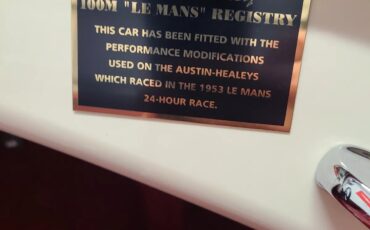 100M "LE MANS" REGISTRY
THIS CAR HAS BEEN FITTED WITH THE
PERFORMANCE MODIFICATIONS
USED ON THE AUSTIN-HEALEYS
WHICH RACED IN THE 1953 LE MANS
24-HOUR RACE.